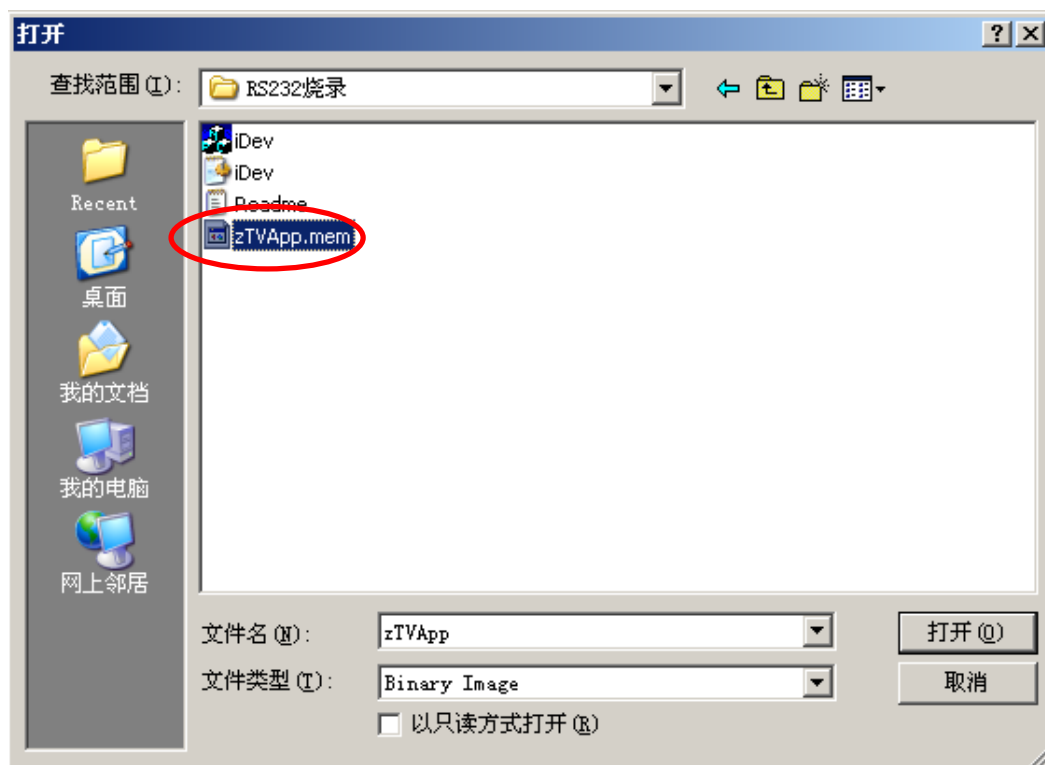 打开
查找范围(I):
RS232烧录
iDev
iDev
Readme
zTVApp.mem
Recent
桌面
我的文档
我的电脑
网上邻居
文件名(N):
zTVApp
打开(O)
文件类型(T):
Binary Image
取消
以只读方式打开(R)